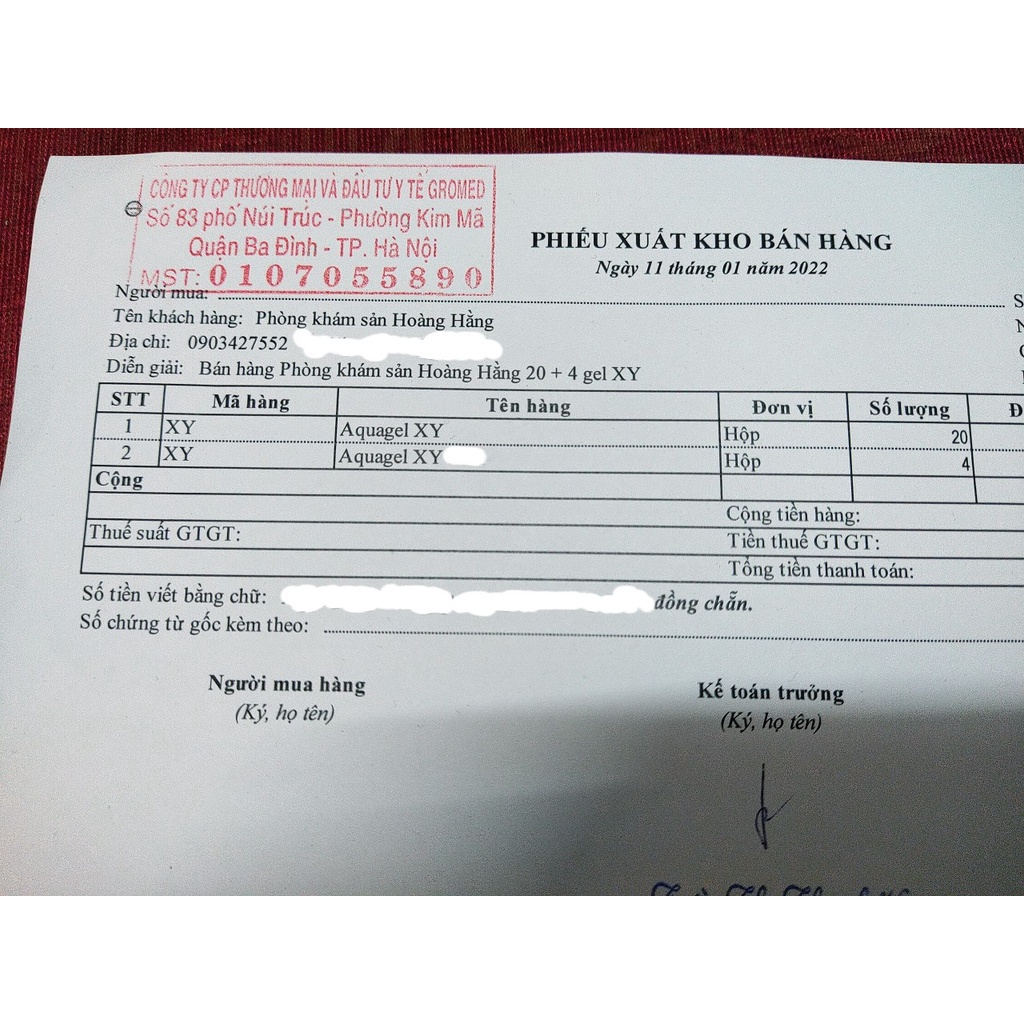 CÔNG TY CP THƯƠNG MẠI VÀ ĐẦU TƯ Y TẾ GROMED
Số 83 phố Núi Trúc - Phường Kim Mã
Quận Ba Đình - TP. Hà Nội
MST: 0107055890
PHIẾU XUẤT KHO BÁN HÀNG
Ngày 11 tháng 01 năm 2022
Người mua:
S
Tên khách hàng: Phòng khám sản Hoàng Hằng
Địa chỉ: 0903427552
Diễn giải: Bán hàng Phòng khám sản Hoàng Hằng 20 + 4 gel XY
STT Mã hàng Tên hàng Đơn vị Số lượng Đ
1 XY Aquagel XY Hộp 20
2 XY Aquagel XY Hộp 4
Cộng
Cộng tiền hàng:
Thuế suất GTGT: Tiền thuế GTGT:
Tổng tiền thanh toán:
Số tiền viết bằng chữ: đồng chẵn.
Số chứng từ gốc kèm theo:
Người mua hàng Kế toán trưởng
(Ký, họ tên) (Ký, họ tên)